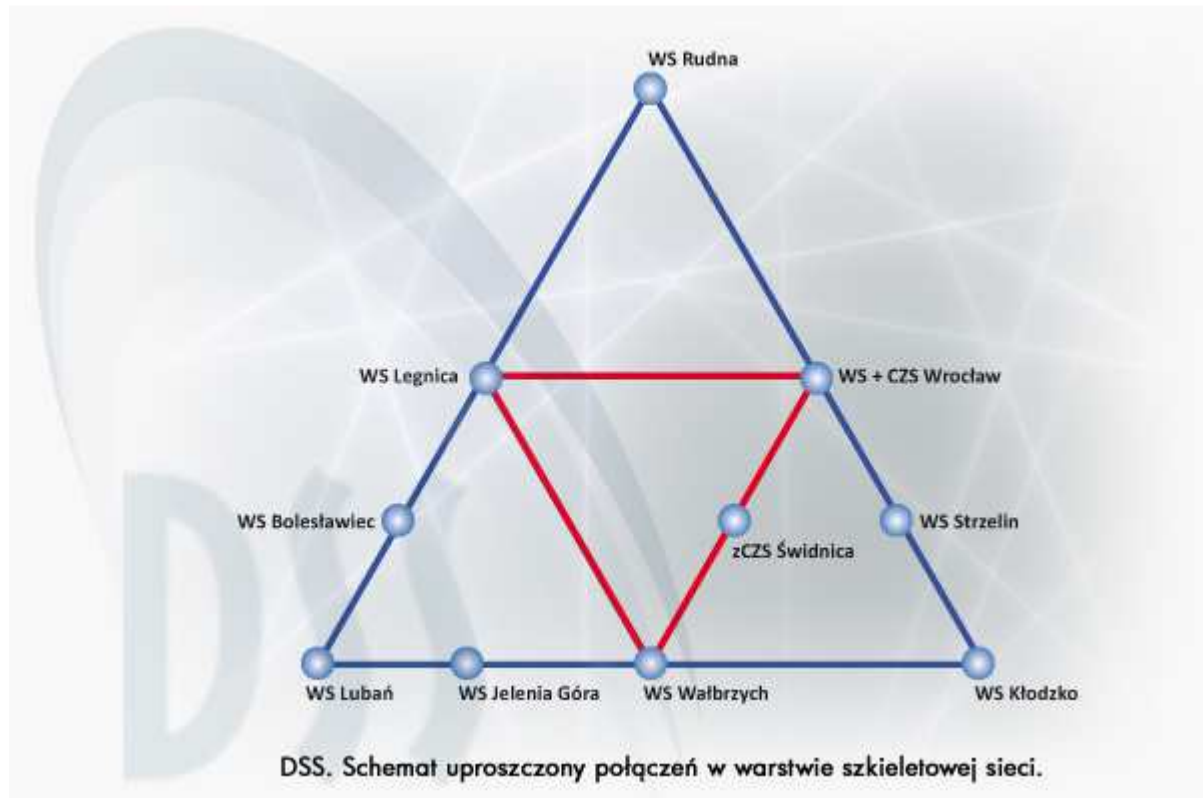 WS Rudna
WS Legnica
WS + CZS Wrocław
WS Bolesławiec
WS Strzelin
zCZS Świdnica
WS Lubań
WS Jelenia Góra
WS Wałbrzych
WS Kłodzko
DSS
DSS. Schemat uproszczony połączeń w warstwie szkieletowej sieci.